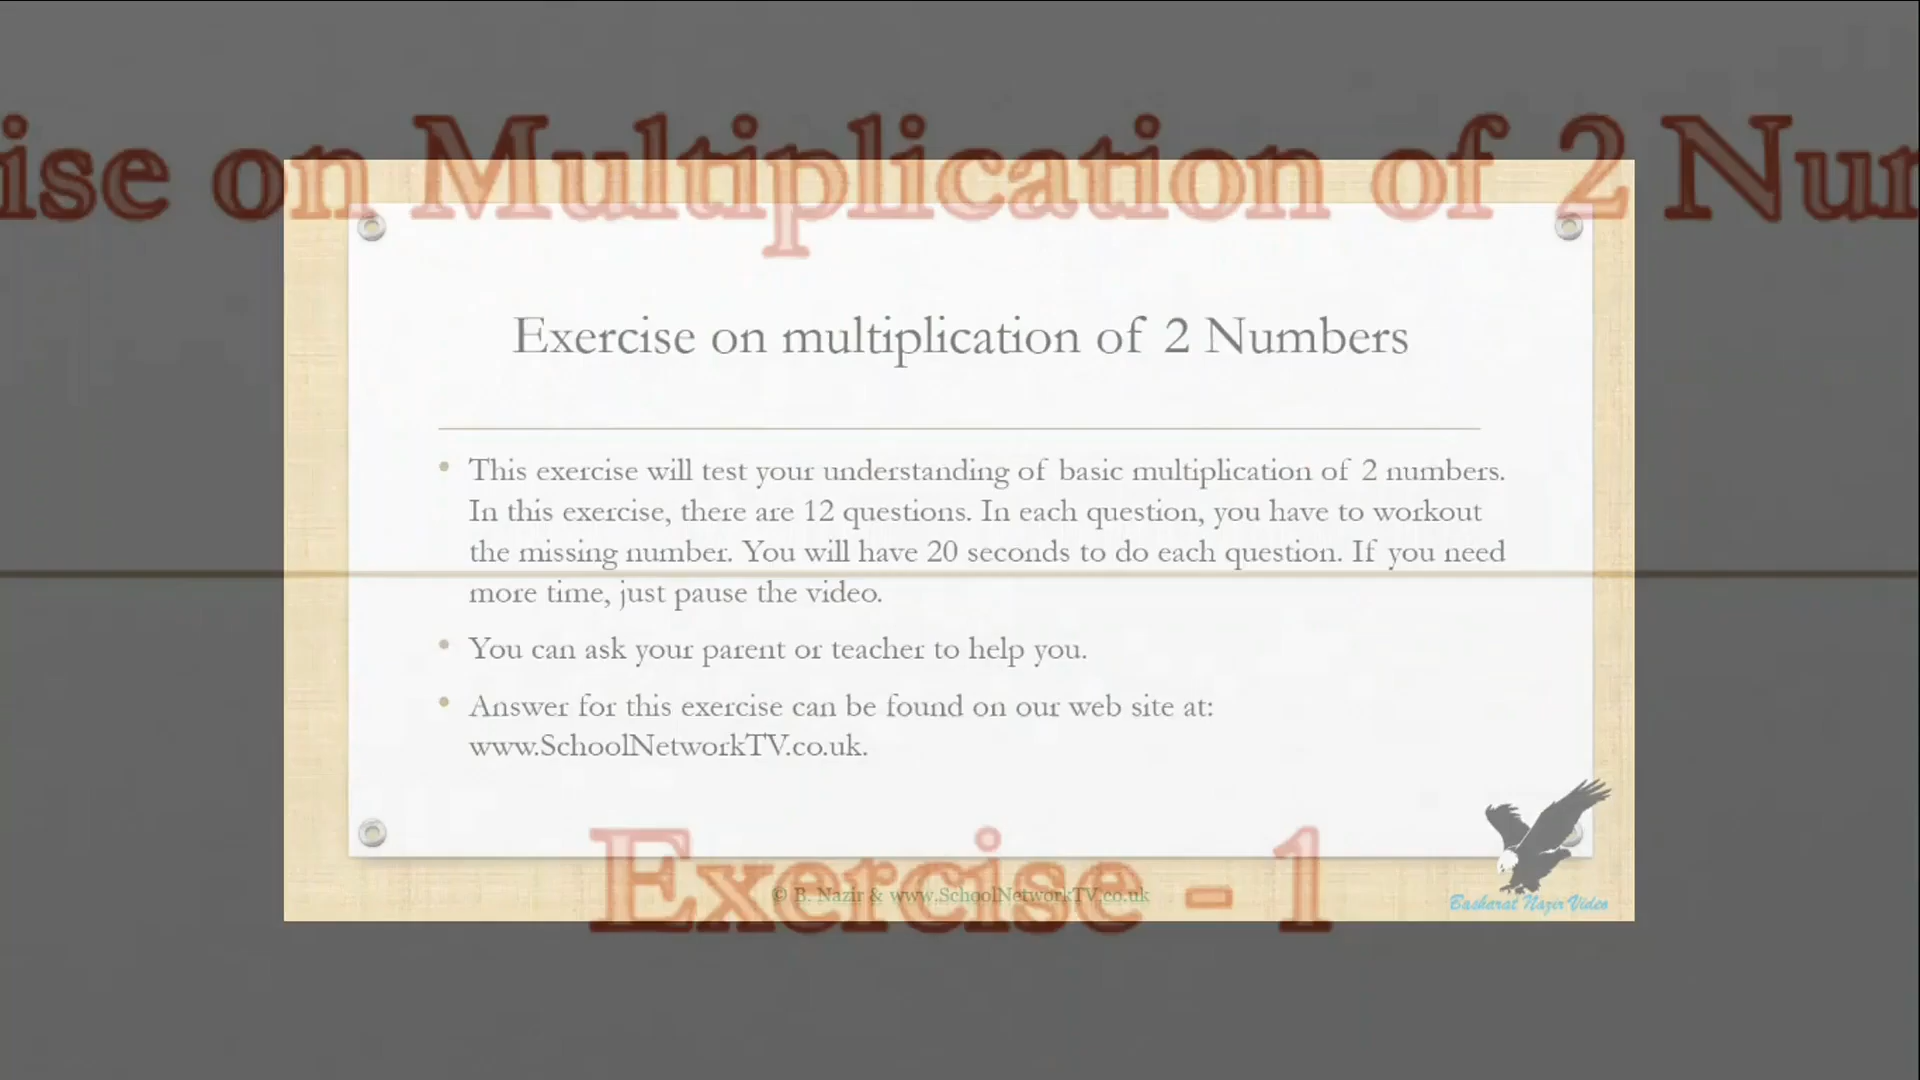 ise on Multiplication of 2 Nu
Exercise on multiplication of 2 Numbers
• This exercise will test your understanding of basic multiplication of 2 numbers.
In this exercise, there are 12 questions. In each question, you have to workout
the missing number. You will have 20 seconds to do each question. If you need
more time, just pause the video.
• You can ask your parent or teacher to help you.
• Answer for this exercise can be found on our web site at:
www.SchoolNetworkTV.co.uk.
Exercise - 1
© B. Nazir & www.SchoolNetworkTV.co.uk
Basharat Nazir Video